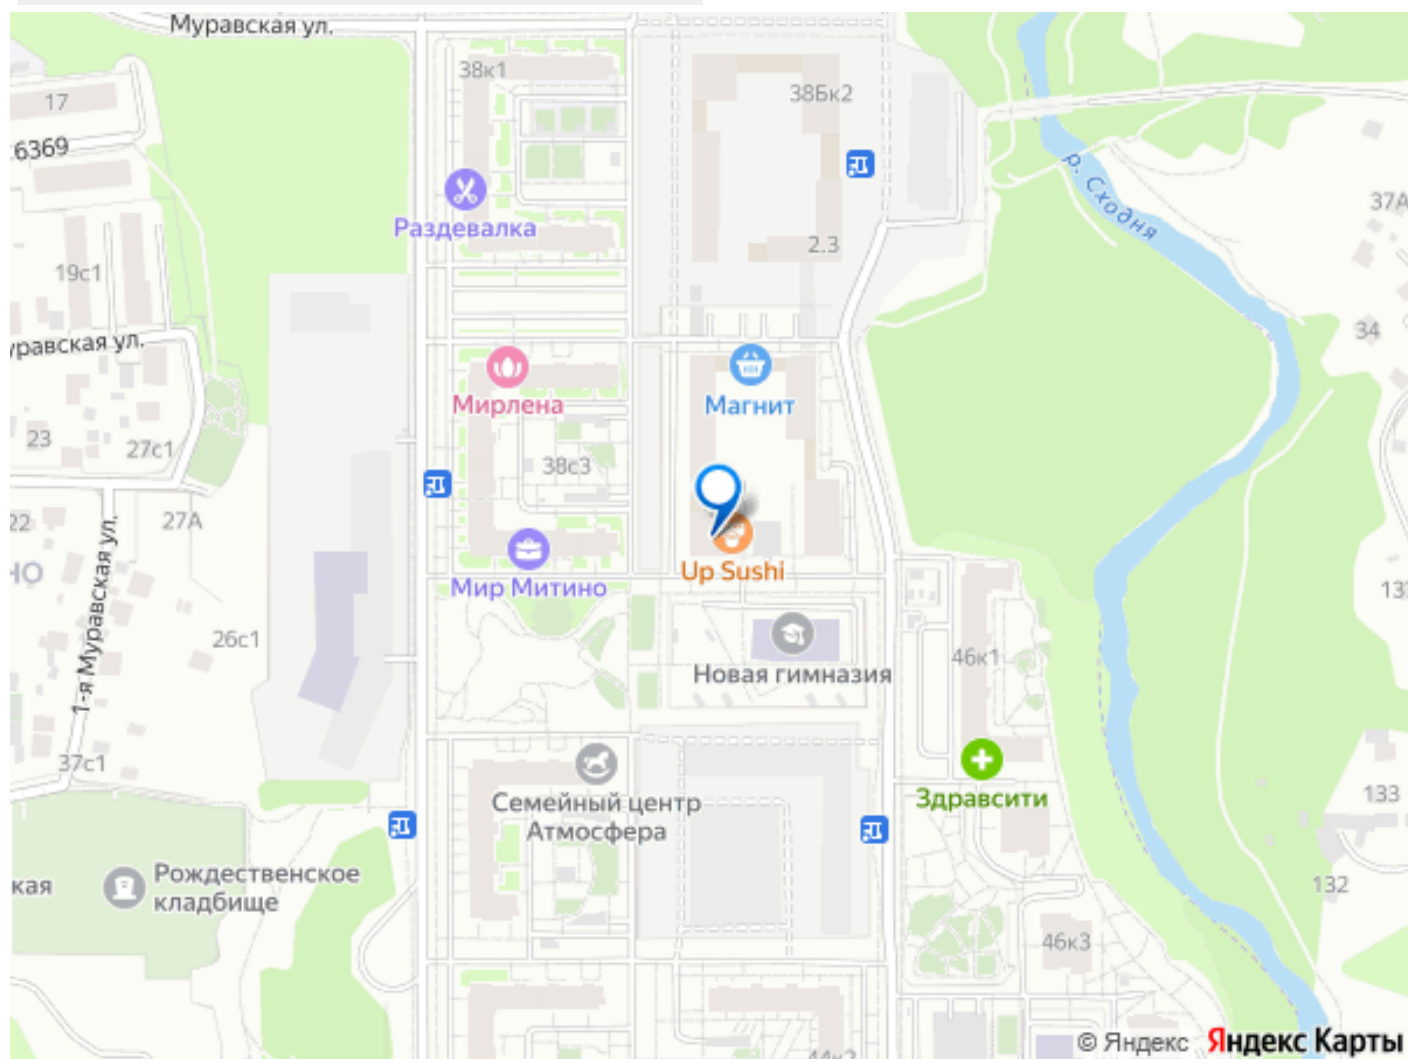 Муравская ул.
38к1
17
38Бк2
6369
р. Сходня
37А
Раздевалка
2.3
19с1
34
Мирлена
Магнит
23
27с1
38с3
22
27А
1-я Муравская ул.
Up Sushi
Мир Митино
26с1
46к1
Новая гимназия
37с1
Здравсити
133
Семейный центр
Атмосфера
Рождественское
кладбище
кая
132
46к3
© Яндекс
Яндекс Карты